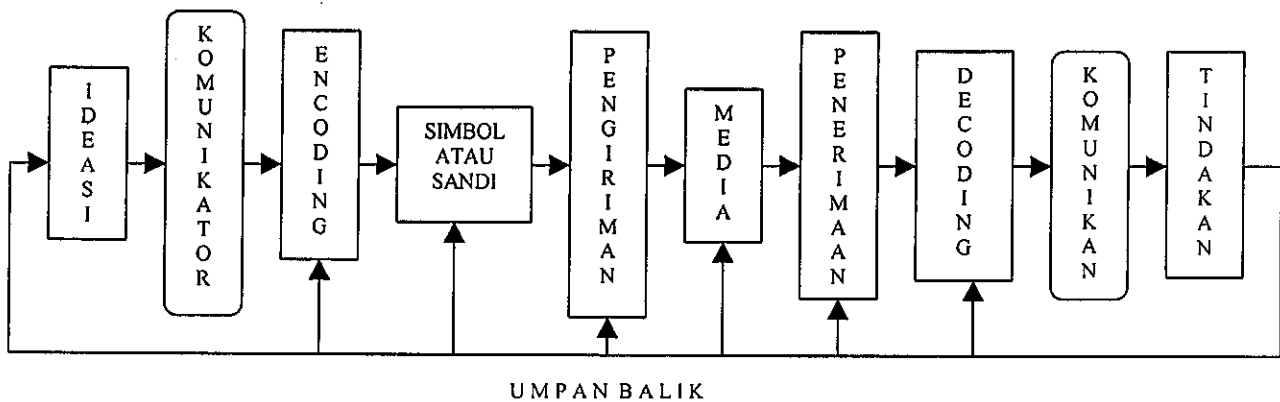 IDEASI
KOMUNIKATOR
ENCODING
SIMBOL
ATAU
SANDI
PENGIRIMAN
MEDIA
PENERIMAAN
DECODING
KOMUNIKAN
TINDAKAN
UMPAN BALIK